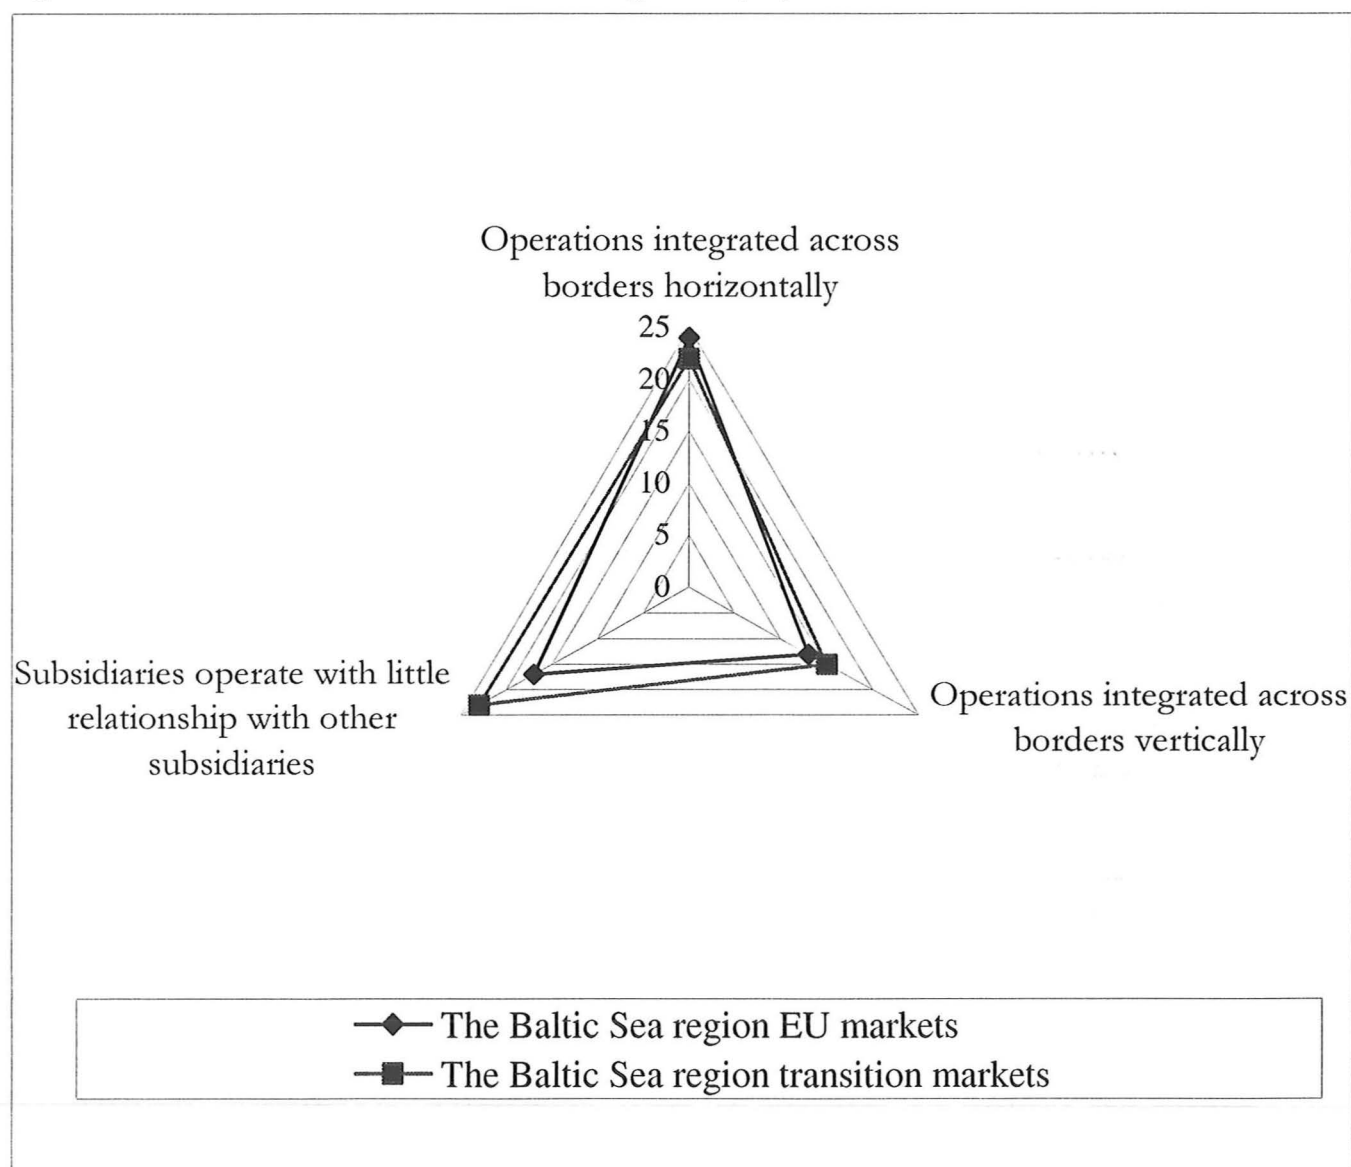 Operations integrated across
borders horizontally
25
20
15
10
5
0
Subsidiaries operate with little
relationship with other
subsidiaries
Operations integrated across
borders vertically
The Baltic Sea region EU markets
The Baltic Sea region transition markets